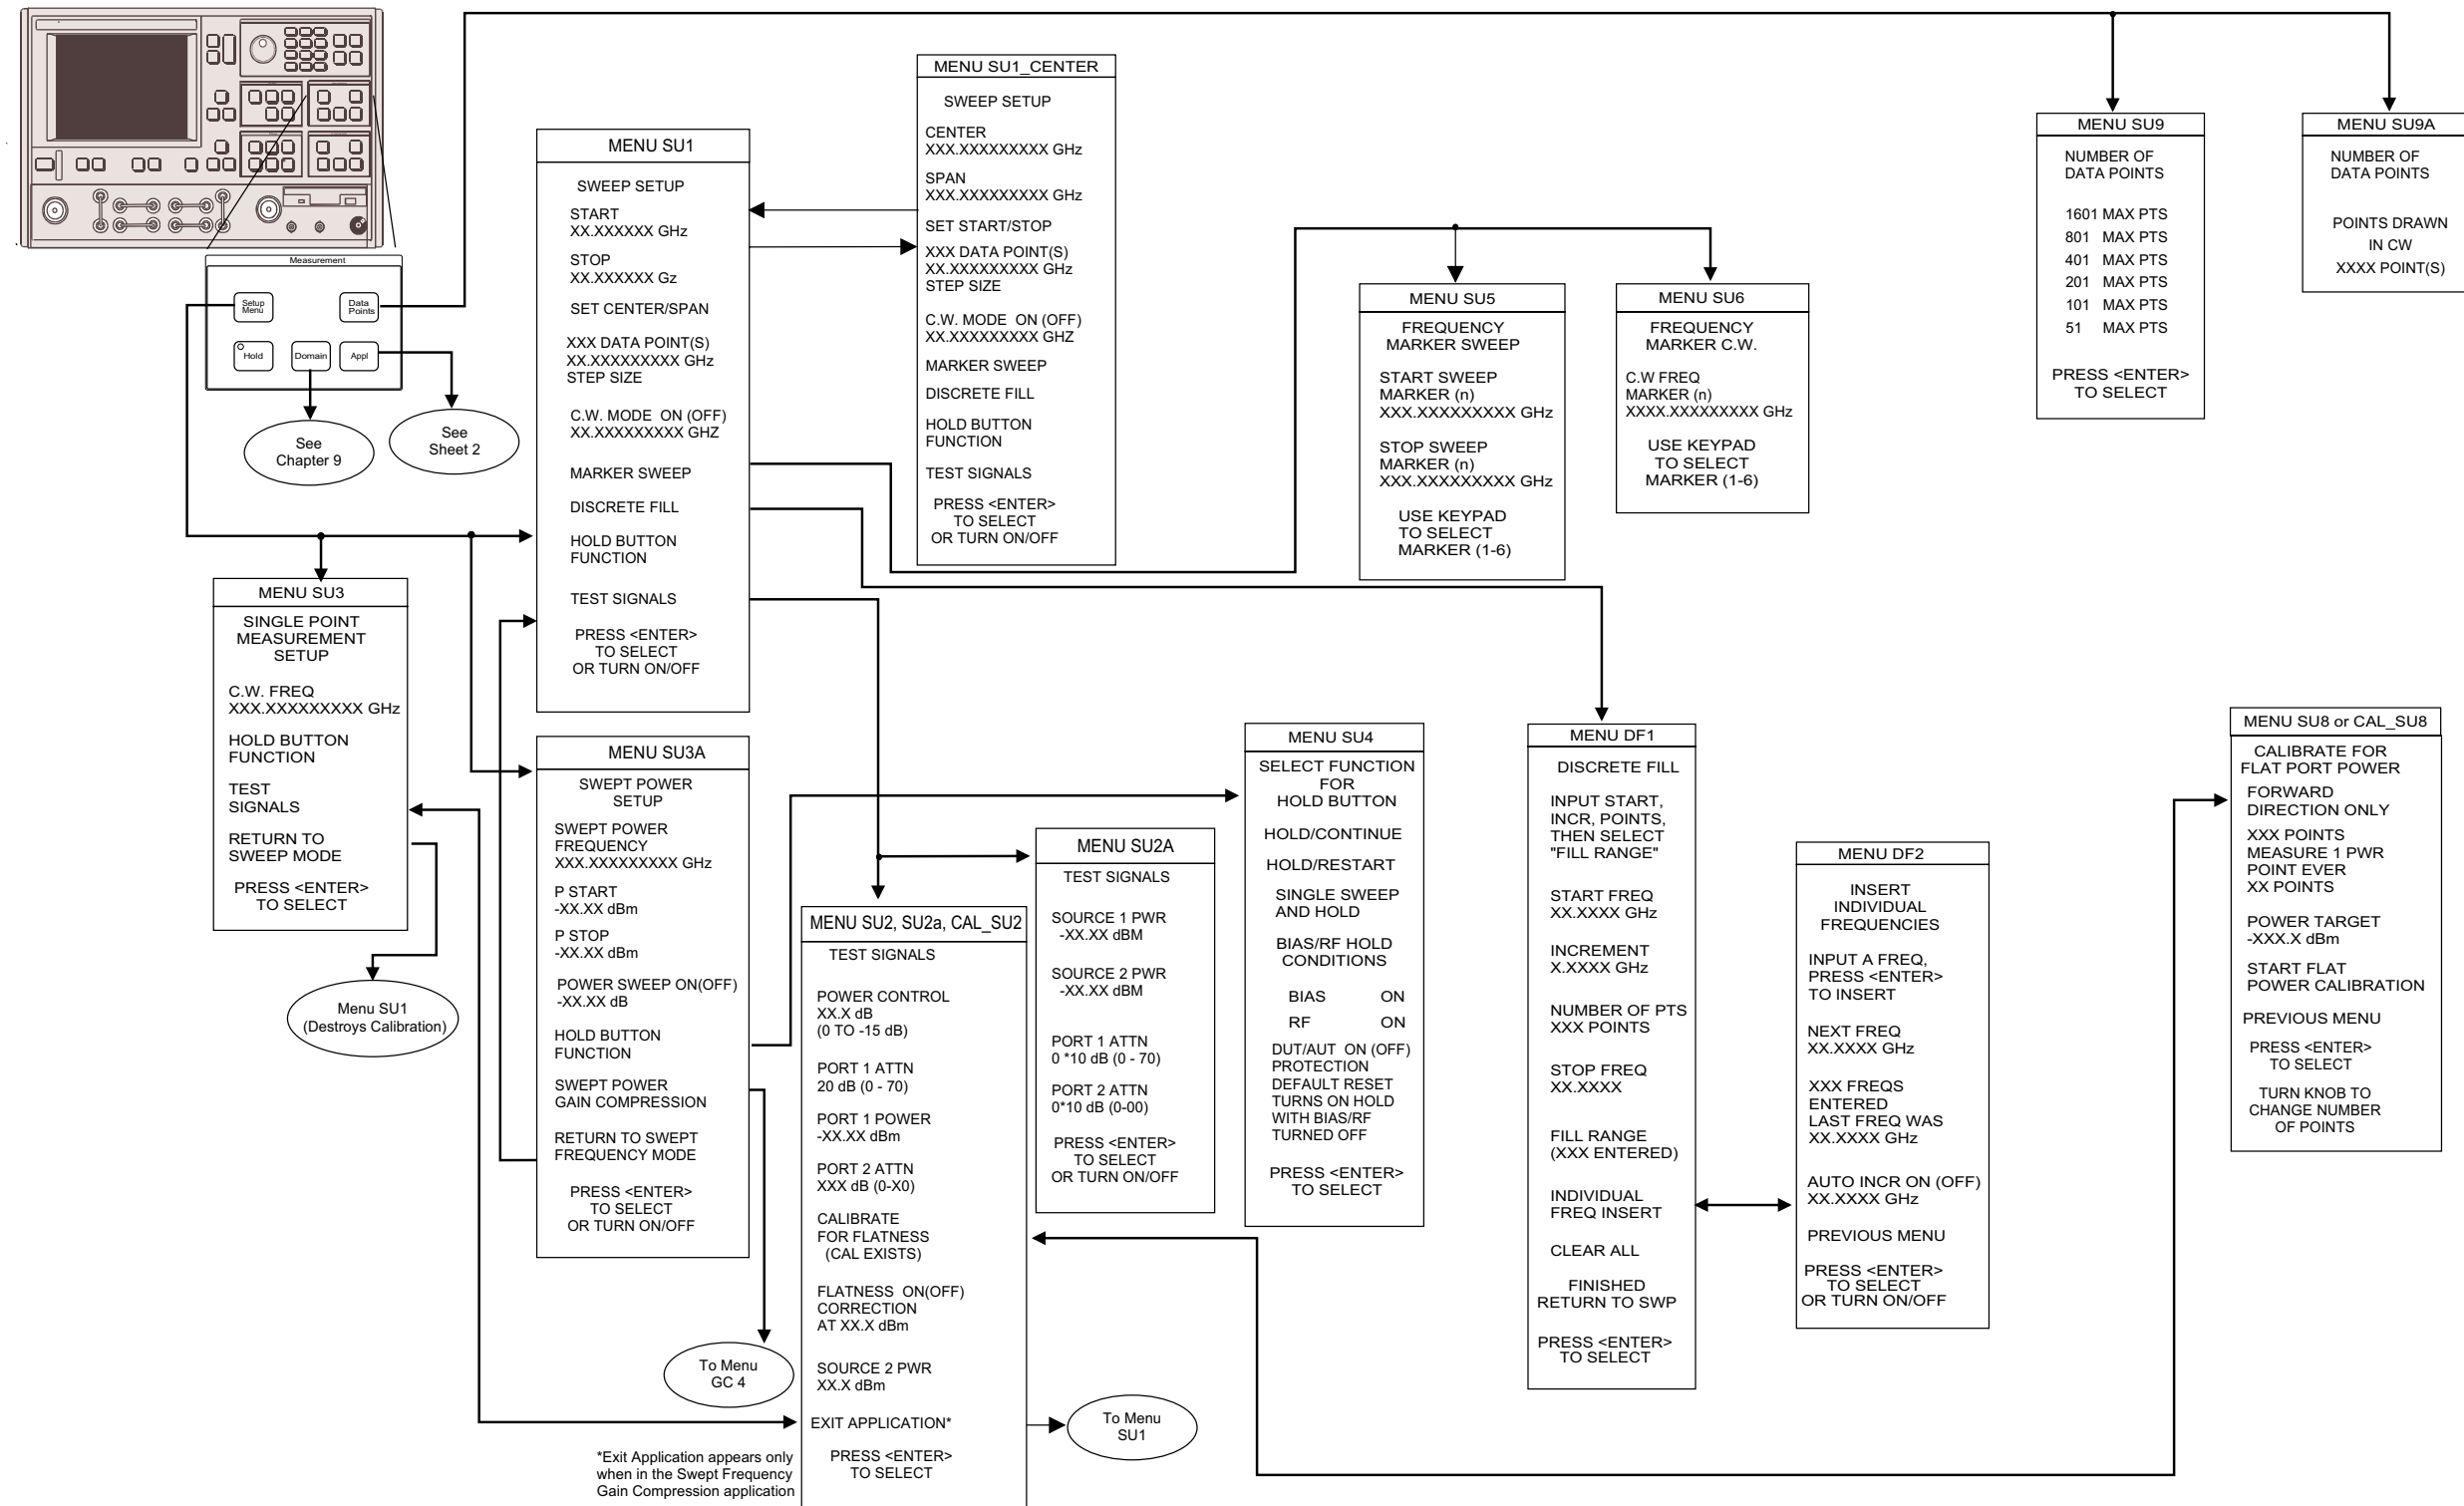 Measurement
Setup
Menu
Data
Points
Hold
Domain
Appl
See
Chapter 9
See
Sheet 2
MENU SU3
SINGLE POINT
MEASUREMENT
SETUP
C.W. FREQ
XXX.XXXXXXXXX GHz
HOLD BUTTON
FUNCTION
TEST
SIGNALS
RETURN TO
SWEEP MODE
PRESS <ENTER>
TO SELECT
Menu SU1
(Destroys Calibration)
MENU SU1
SWEEP SETUP
START
XX.XXXXXX GHz
STOP
XX.XXXXXX Gz
SET CENTER/SPAN
XXX DATA POINT(S)
XX.XXXXXXXXX GHz
STEP SIZE
C.W. MODE  ON (OFF)
XX.XXXXXXXXX GHZ
MARKER SWEEP
DISCRETE FILL
HOLD BUTTON
FUNCTION
TEST SIGNALS
PRESS <ENTER>
TO SELECT
OR TURN ON/OFF
MENU SU3A
SWEPT POWER
SETUP
SWEPT POWER
FREQUENCY
XXX.XXXXXXXXX GHz
P START
-XX.XX dBm
P STOP
-XX.XX dBm
POWER SWEEP ON(OFF)
-XX.XX dB
HOLD BUTTON
FUNCTION
SWEPT POWER
GAIN COMPRESSION
RETURN TO SWEPT
FREQUENCY MODE
PRESS <ENTER>
TO SELECT
OR TURN ON/OFF
To Menu
GC 4
*Exit Application appears only
when in the Swept Frequency
Gain Compression application
MENU SU1_CENTER
SWEEP SETUP
CENTER
XXX.XXXXXXXXX GHz
SPAN
XXX.XXXXXXXXX GHz
SET START/STOP
XXX DATA POINT(S)
XX.XXXXXXXXX GHz
STEP SIZE
C.W. MODE  ON (OFF)
XX.XXXXXXXXX GHZ
MARKER SWEEP
DISCRETE FILL
HOLD BUTTON
FUNCTION
TEST SIGNALS
PRESS <ENTER>
TO SELECT
OR TURN ON/OFF
MENU SU2, SU2a, CAL_SU2
TEST SIGNALS
POWER CONTROL
XX.X dB
(0 TO -15 dB)
PORT 1 ATTN
20 dB (0 - 70)
PORT 1 POWER
-XX.XX dBm
PORT 2 ATTN
XXX dB (0-X0)
CALIBRATE
FOR FLATNESS
(CAL EXISTS)
FLATNESS  ON(OFF)
CORRECTION
AT XX.X dBm
SOURCE 2 PWR
XX.X dBm
EXIT APPLICATION*
PRESS <ENTER>
TO SELECT
To Menu
SU1
MENU SU2A
TEST SIGNALS
SOURCE 1 PWR
-XX.XX dBM
SOURCE 2 PWR
-XX.XX dBM
PORT 1 ATTN
0 *10 dB (0 - 70)
PORT 2 ATTN
0*10 dB (0-00)
PRESS <ENTER>
TO SELECT
OR TURN ON/OFF
MENU SU4
SELECT FUNCTION
FOR
HOLD BUTTON
HOLD/CONTINUE
HOLD/RESTART
SINGLE SWEEP
AND HOLD
BIAS/RF HOLD
CONDITIONS
BIAS ON
RF ON
DUT/AUT  ON (OFF)
PROTECTION
DEFAULT RESET
TURNS ON HOLD
WITH BIAS/RF
TURNED OFF
PRESS <ENTER>
TO SELECT
MENU SU5
FREQUENCY
MARKER SWEEP
START SWEEP
MARKER (n)
XXX.XXXXXXXXX GHz
STOP SWEEP
MARKER (n)
XXX.XXXXXXXXX GHz
USE KEYPAD
TO SELECT
MARKER (1-6)
MENU SU6
FREQUENCY
MARKER C.W.
C.W FREQ
MARKER (n)
XXXX.XXXXXXXXX GHz
USE KEYPAD
TO SELECT
MARKER (1-6)
MENU DF1
DISCRETE FILL
INPUT START,
INCR, POINTS,
THEN SELECT
"FILL RANGE"
START FREQ
XX.XXXX GHz
INCREMENT
X.XXXX GHz
NUMBER OF PTS
XXX POINTS
STOP FREQ
XX.XXXX
FILL RANGE
(XXX ENTERED)
INDIVIDUAL
FREQ INSERT
CLEAR ALL
FINISHED
RETURN TO SWP
PRESS <ENTER>
TO SELECT
MENU DF2
INSERT
INDIVIDUAL
FREQUENCIES
INPUT A FREQ,
PRESS <ENTER>
TO INSERT
NEXT FREQ
XX.XXXX GHz
XXX FREQS
ENTERED
LAST FREQ WAS
XX.XXXX GHz
AUTO INCR ON (OFF)
XX.XXXX GHz
PREVIOUS MENU
PRESS <ENTER>
TO SELECT
OR TURN ON/OFF
MENU SU9
NUMBER OF
DATA POINTS
1601 MAX PTS
801 MAX PTS
401 MAX PTS
201 MAX PTS
101 MAX PTS
51 MAX PTS
PRESS <ENTER>
TO SELECT
MENU SU9A
NUMBER OF
DATA POINTS
POINTS DRAWN
IN CW
XXXX POINT(S)
MENU SU8 or CAL_SU8
CALIBRATE FOR
FLAT PORT POWER
FORWARD
DIRECTION ONLY
XXX POINTS
MEASURE 1 PWR
POINT EVER
XX POINTS
POWER TARGET
-XXX.X dBm
START FLAT
POWER CALIBRATION
PREVIOUS MENU
PRESS <ENTER>
TO SELECT
TURN KNOB TO
CHANGE NUMBER
OF POINTS